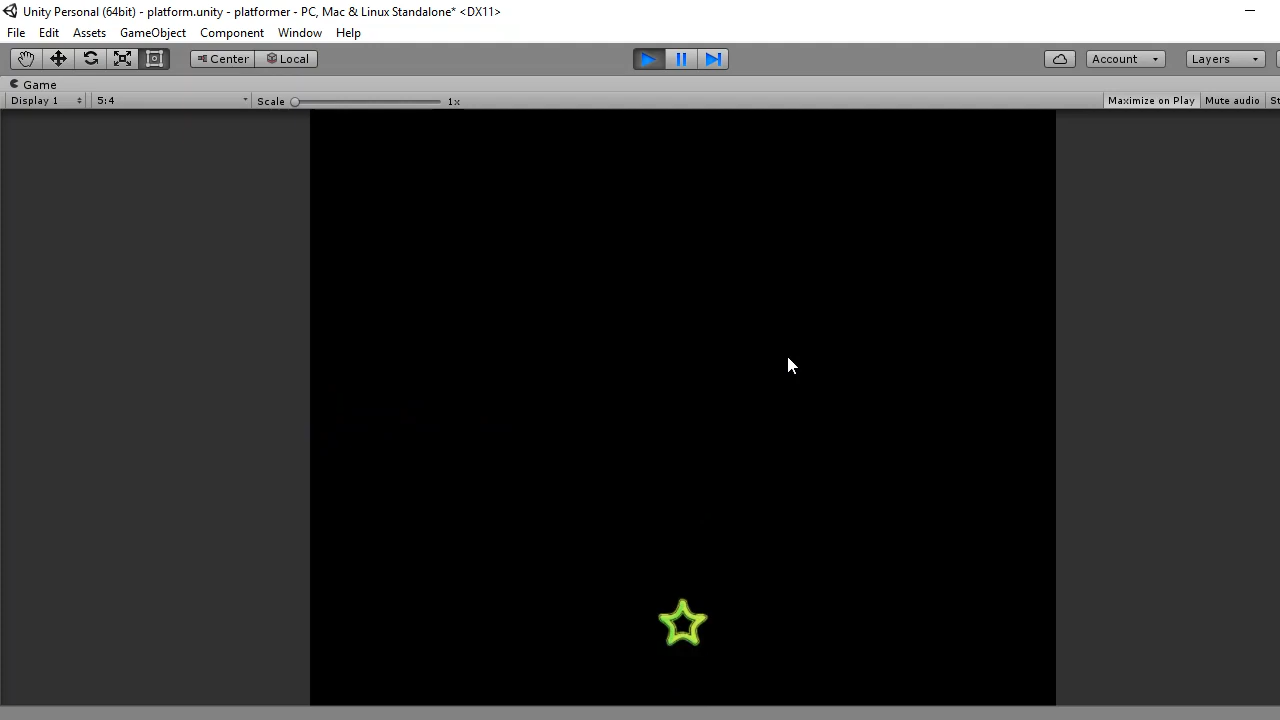 Unity Personal (64bit) - platform.unity - platformer - PC, Mac & Linux Standalone* <DX11>
File Edit Assets GameObject Component Window Help
Center Local Account Layers
Game
Display 1 5:4 Scale 1x Maximize on Play Mute audio St